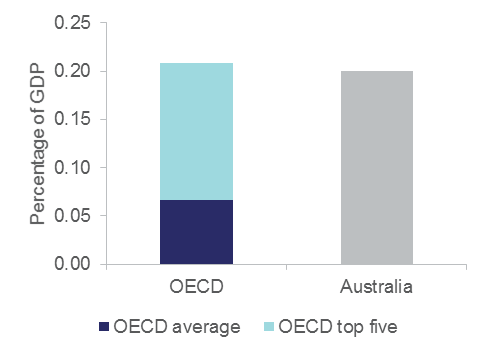 Percentage of GDP
0.25
0.20
0.15
0.10
0.05
0.00
OECD
Australia
OECD average
OECD top five